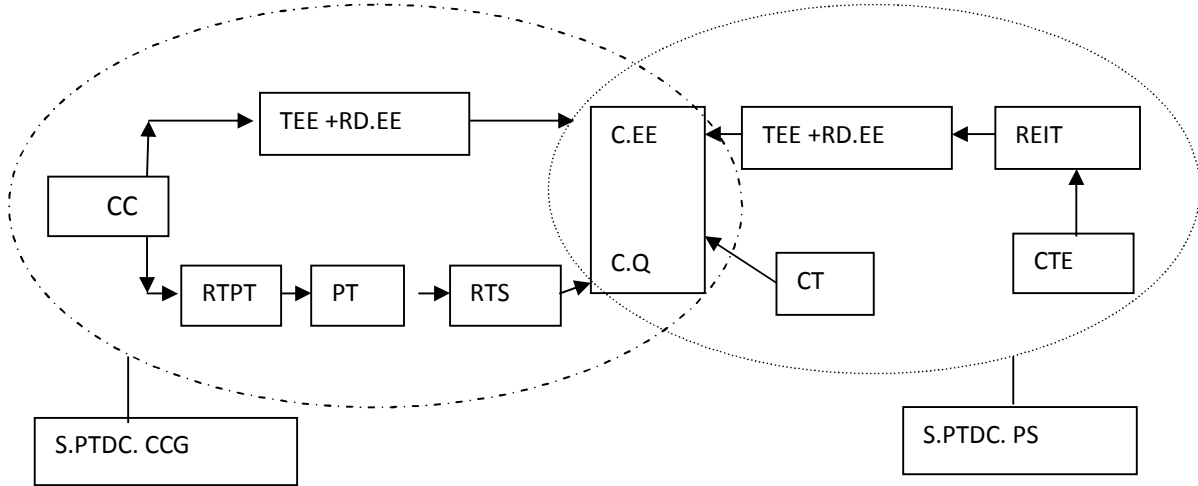 TEE +RD.EE
C.EE
TEE +RD.EE
REIT
CC
C.Q
CT
CTE
RTPT
PT
RTS
S.PTDC. CCG
S.PTDC. PS